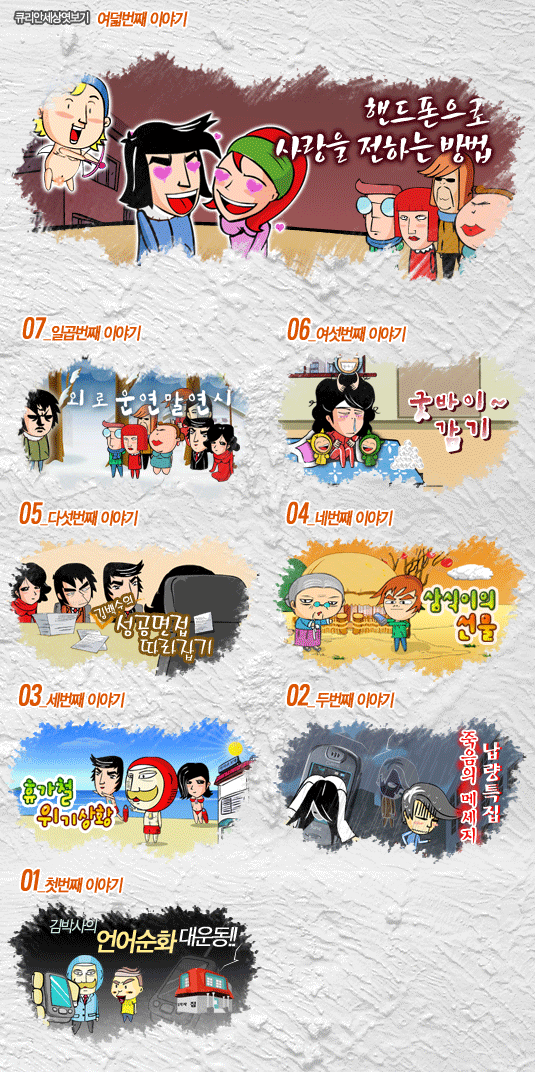 큐리안세상엿보기 여덟번째 이야기
핸드폰으로
사랑을 전하는 방법
07_일곱번째 이야기
외로운연말연시
06_여섯번째 이야기
굿바이~
감기
05_다섯번째 이야기
김백수의
성공면접
따라잡기
04_네번째 이야기
삼식이의
선물
03_세번째 이야기
휴가철
위기상황
02_두번째 이야기
납량특집
죽음의 메세지
01_첫번째 이야기
김박사의
언어순화 대운동!!